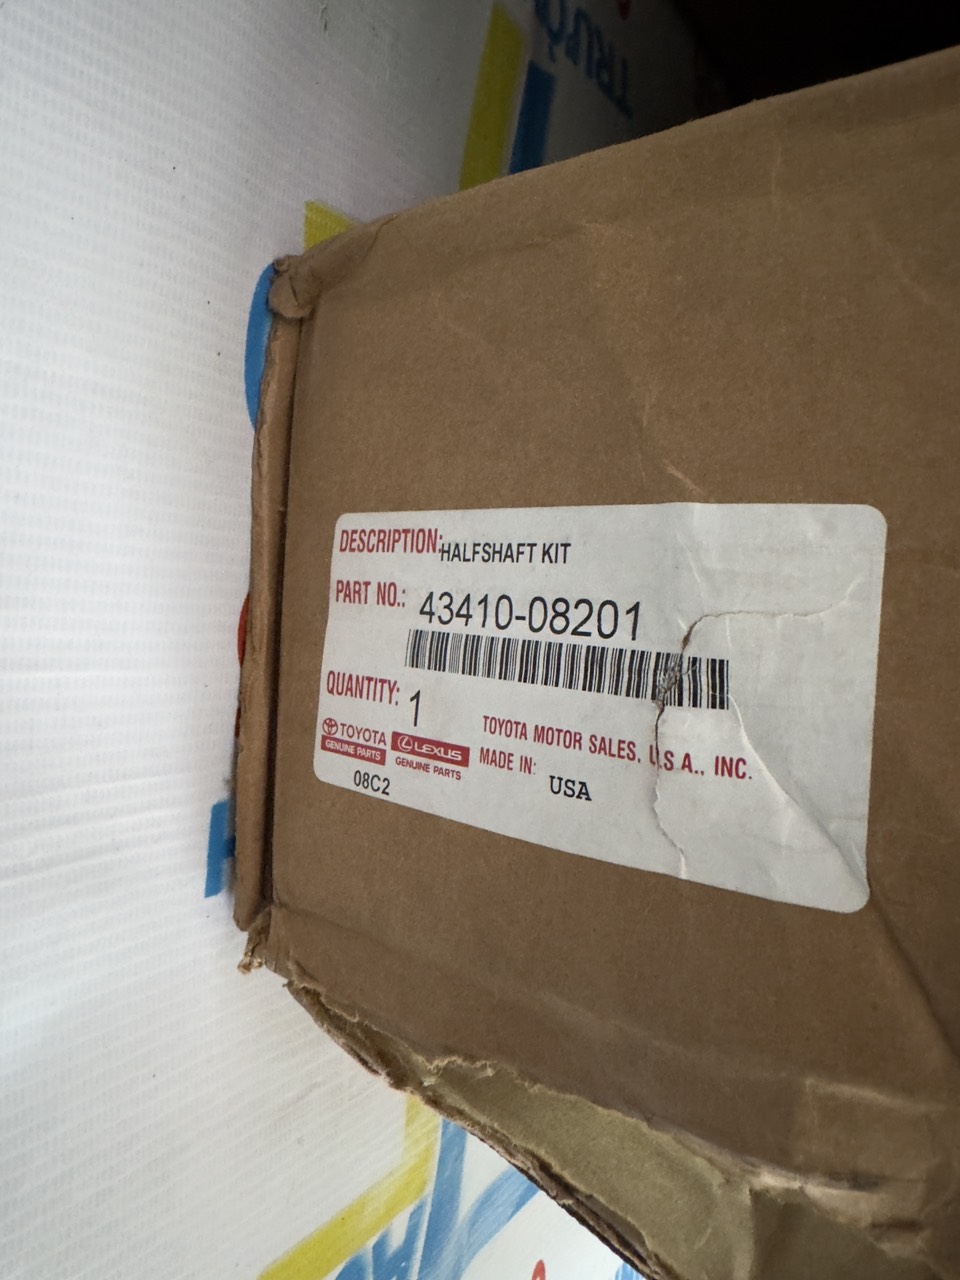 DESCRIPTION: HALFSHAFT KIT
PART NO.: 43410-08201
QUANTITY: 1
TOYOTA
GENUINE PARTS
LEXUS
GENUINE PARTS
TOYOTA MOTOR SALES, U.S.A., INC.
MADE IN: USA
08C2